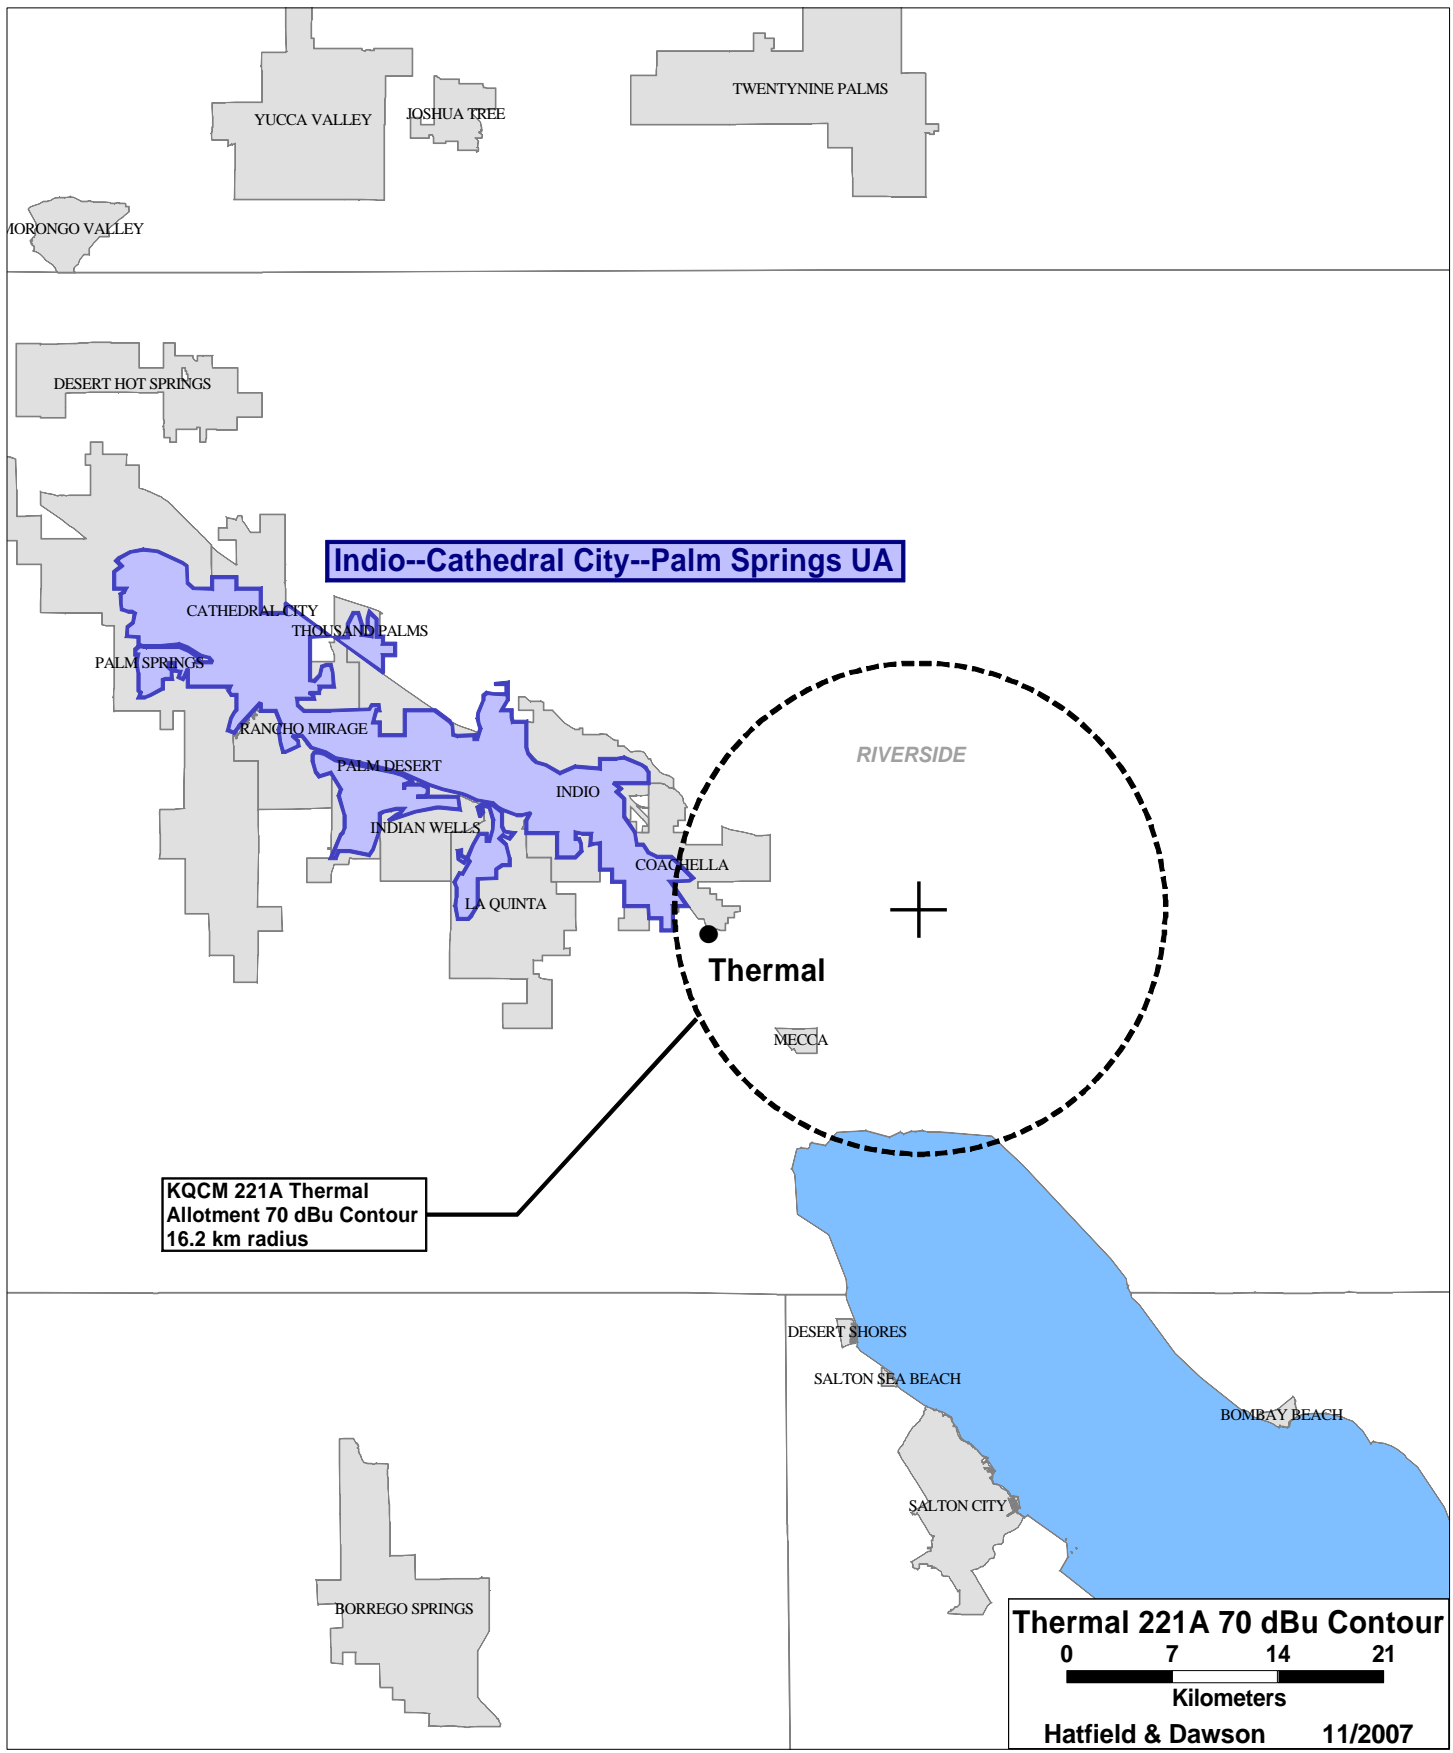 TWENTYNINE PALMS
YUCCA VALLEY
JOSHUA TREE
MORONGO VALLEY
DESERT HOT SPRINGS
Indio--Cathedral City--Palm Springs UA
CATHEDRAL CITY
THOUSAND PALMS
PALM SPRINGS
RANCHO MIRAGE
RIVERSIDE
PALM DESERT
INDIO
INDIAN WELLS
COACHELLA
LA QUINTA
Thermal
MECCA
KQCM 221A Thermal
Allotment 70 dBu Contour
16.2 km radius
DESERT SHORES
SALTON SEA BEACH
BOMBAY BEACH
SALTON CITY
BORREGO SPRINGS
Thermal 221A 70 dBu Contour
0 7 14 21
Kilometers
Hatfield & Dawson 11/2007